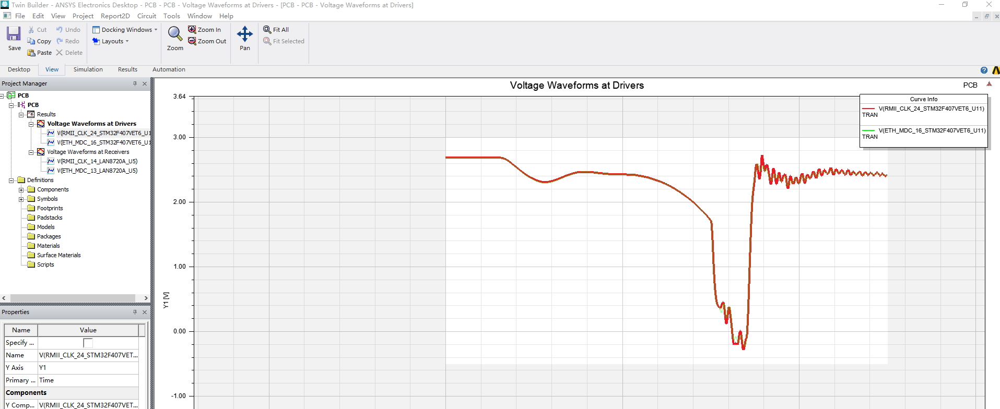 Twin Builder - ANSYS Electronics Desktop - PCB - PCB - Voltage Waveforms at Drivers - [PCB - PCB - Voltage Waveforms at Drivers]
File Edit View Project Report2D Circuit Tools Window Help
Save
Cut
Copy
Paste
Undo
Redo
Delete
Docking Windows
Layouts
Zoom
Zoom In
Zoom Out
Pan
Fit All
Fit Selected
Desktop View Simulation Results Automation
Project Manager
PCB
PCB
Results
Voltage Waveforms at Drivers
V(RMII_CLK_24_STM32F407VET6_U1
V(ETH_MDC_16_STM32F407VET6_U1
Voltage Waveforms at Receivers
V(RMII_CLK_14_LAN8720A_U5)
V(ETH_MDC_13_LAN8720A_U5)
Definitions
Components
Symbols
Footprints
Padstacks
Models
Packages
Materials
Surface Materials
Scripts
Properties
Name Value
Specify ...
Name V(RMII_CLK_24_STM32F407VET...
Y Axis Y1
Primary ... Time
Components
Y Comp... V(RMII_CLK_24_STM32F407VET...
Voltage Waveforms at Drivers
PCB
Curve Info
V(RMII_CLK_24_STM32F407VET6_U11)
TRAN
V(ETH_MDC_16_STM32F407VET6_U11)
TRAN
3.64
3.00
2.00
1.00
0.00
-1.00
Y1 [V]